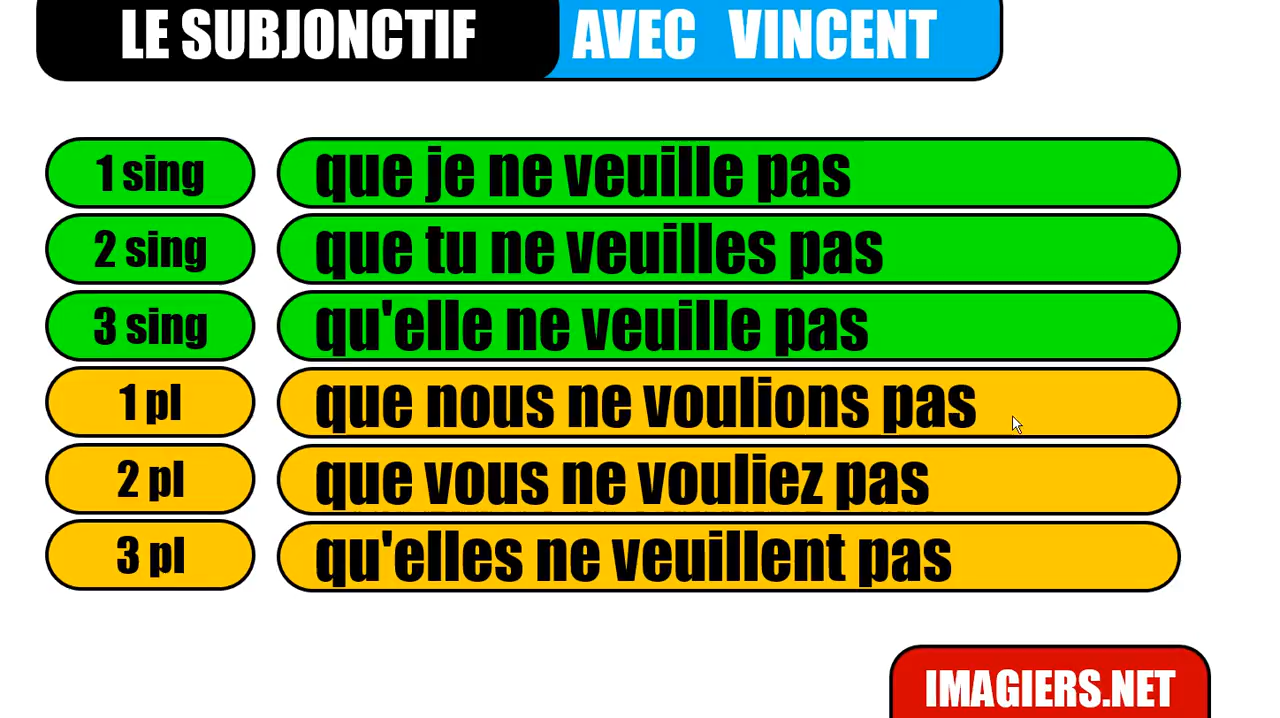 LE SUBJONCTIF AVEC VINCENT
1 sing que je ne veuille pas
2 sing que tu ne veuilles pas
3 sing qu'elle ne veuille pas
1 pl que nous ne voulions pas
2 pl que vous ne vouliez pas
3 pl qu'elles ne veuillent pas
IMAGIERS.NET